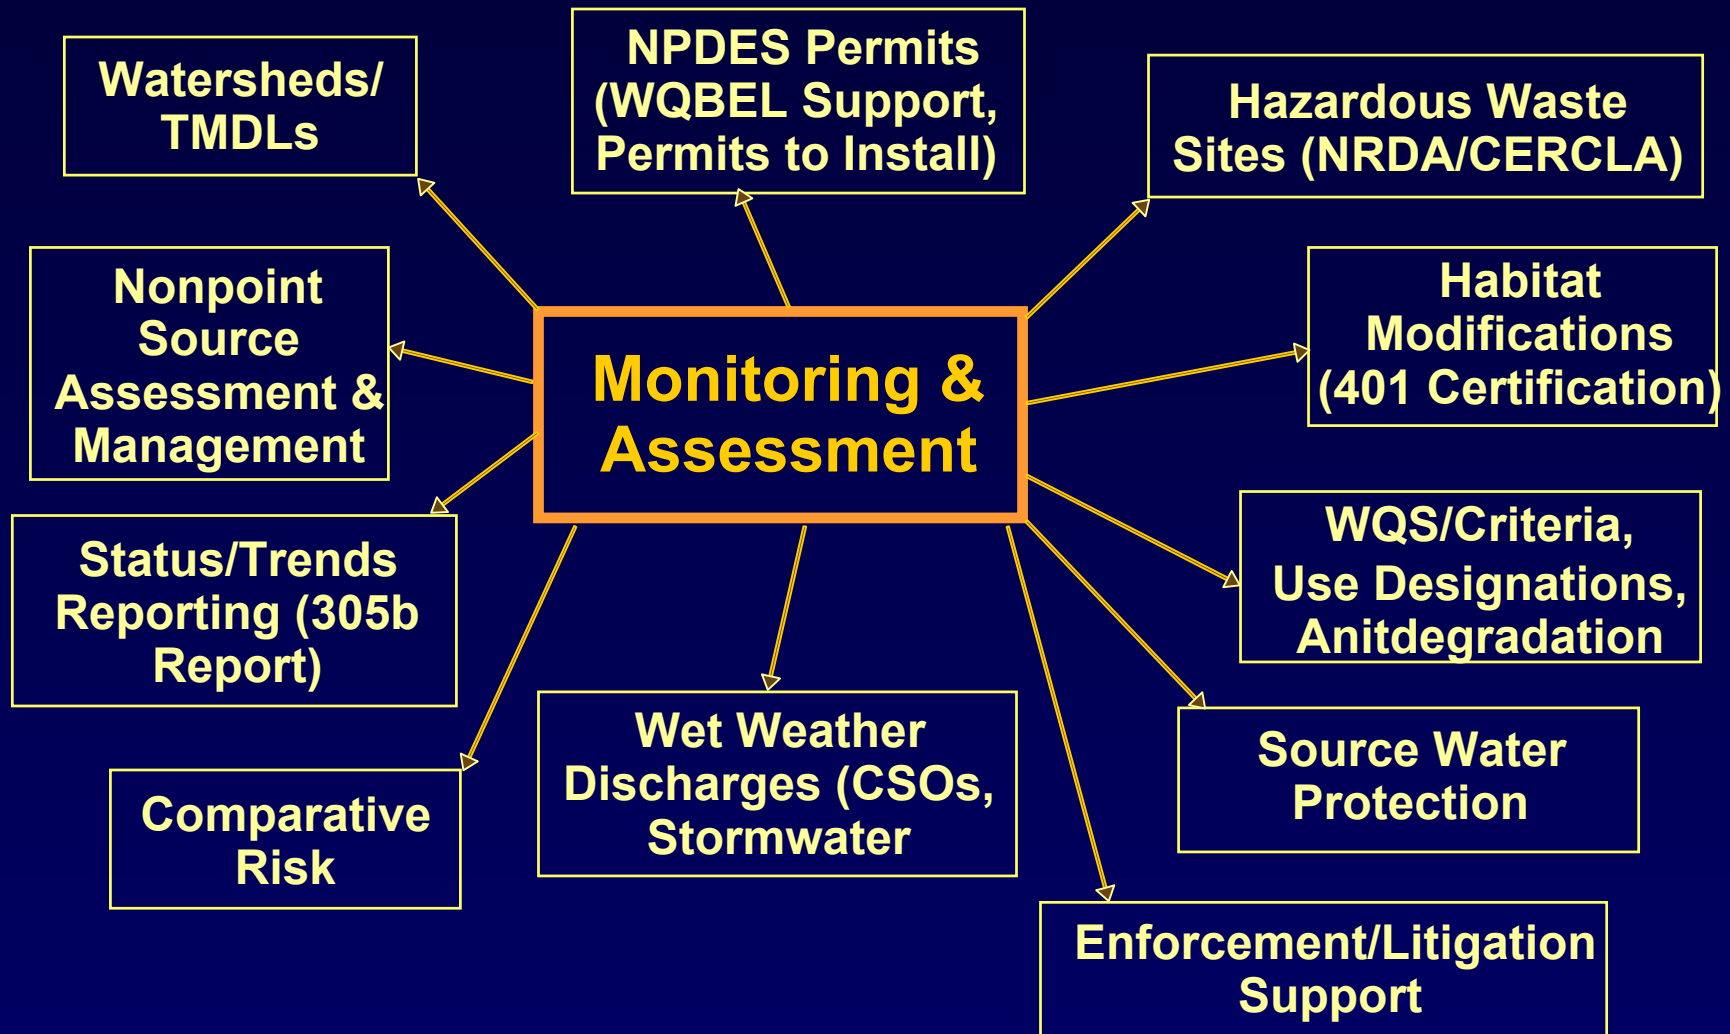 Watersheds/
TMDLs
NPDES Permits
(WQBEL Support,
Permits to Install)
Hazardous Waste
Sites (NRDA/CERCLA)
Nonpoint
Source
Assessment &
Management
Monitoring &
Assessment
Habitat
Modifications
(401 Certification)
Status/Trends
Reporting (305b
Report)
WQS/Criteria,
Use Designations,
Anitdegradation
Comparative
Risk
Wet Weather
Discharges (CSOs,
Stormwater
Source Water
Protection
Enforcement/Litigation
Support